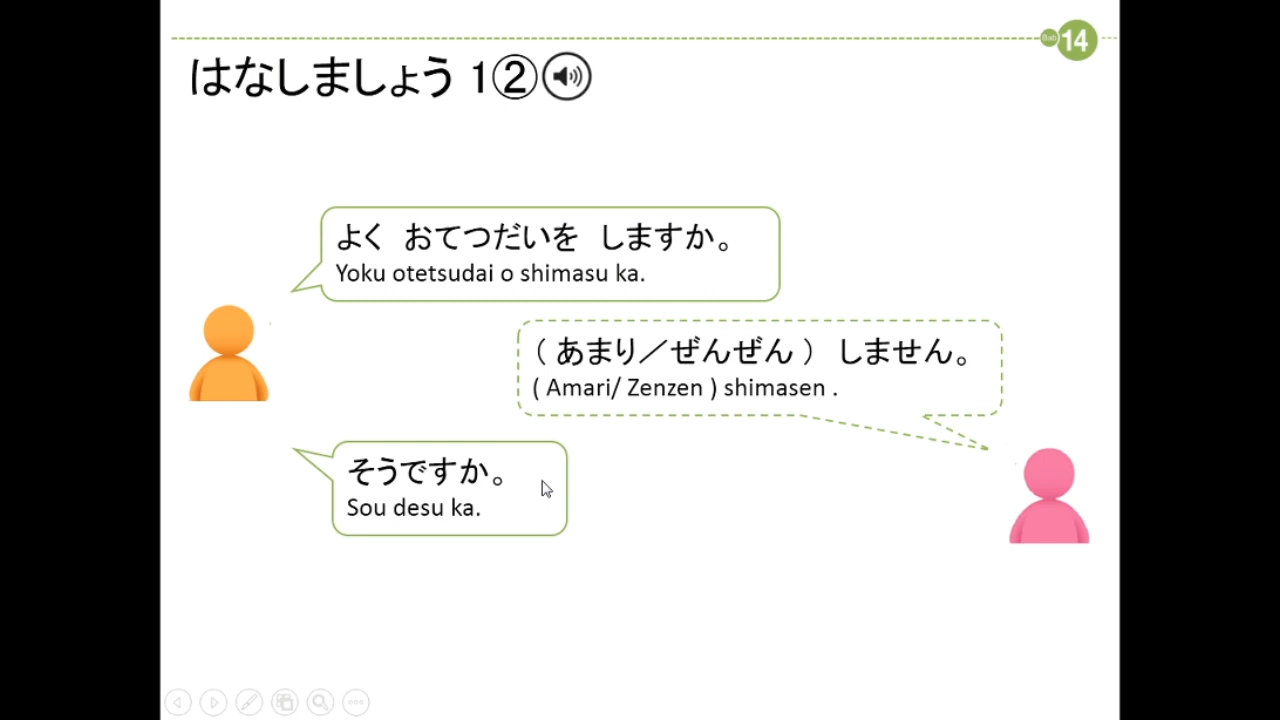 Bab 14
はなしましょう 1②
よく おてつだいを しますか。
Yoku otetsudai o shimasu ka.
( あまり／ぜんぜん ) しません。
( Amari/ Zenzen ) shimasen .
そうですか。
Sou desu ka.